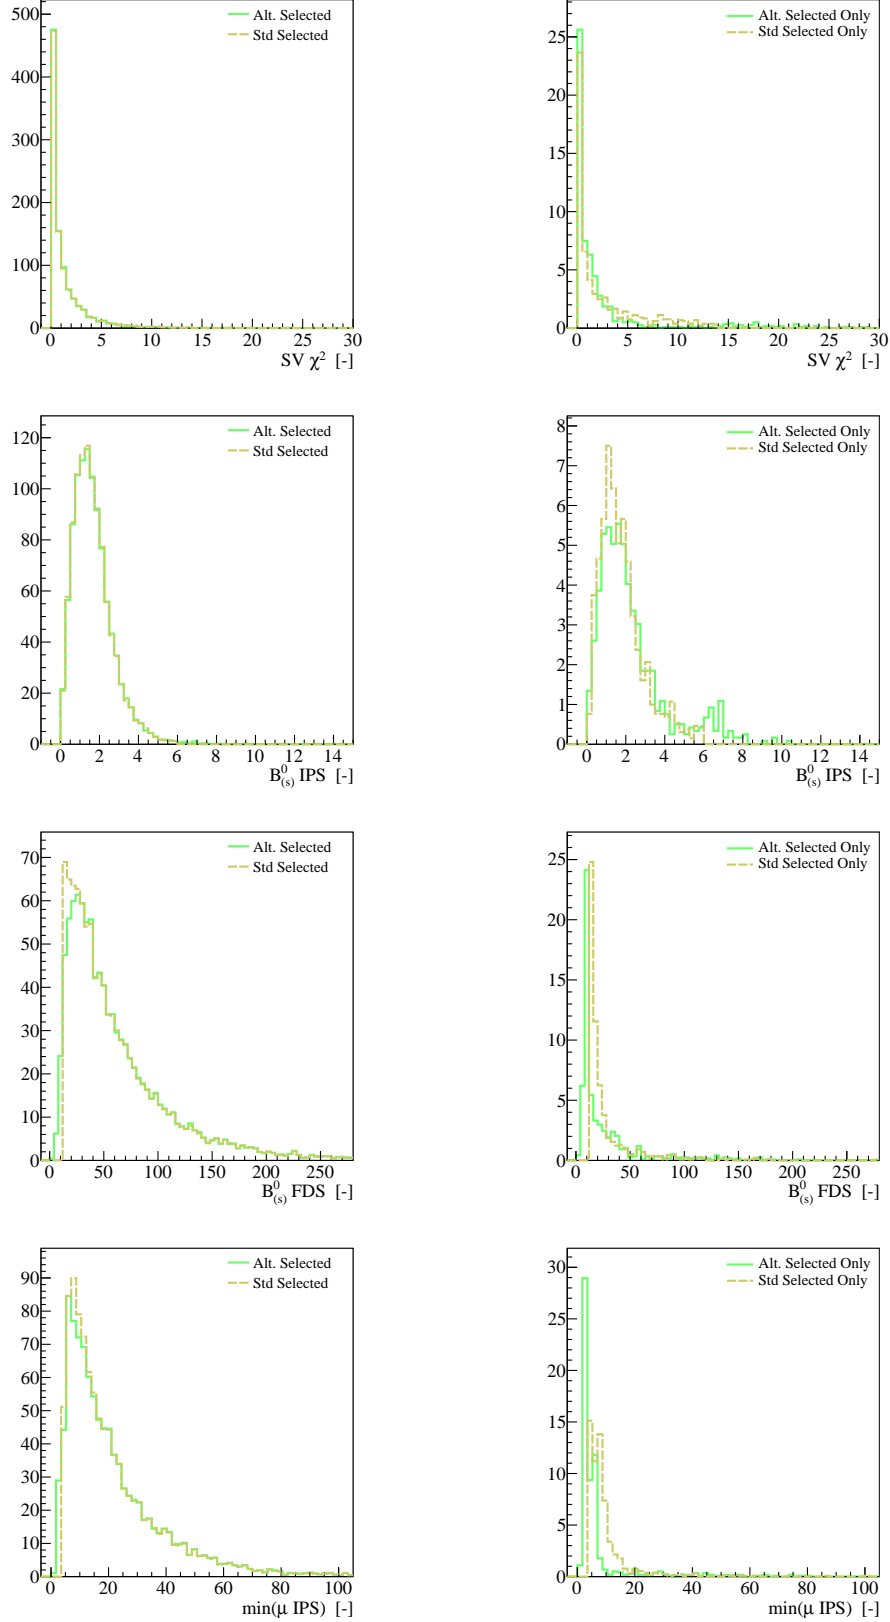 500
400
300
200
100
0
Alt. Selected
Std Selected
0 5 10 15 20 25 30
SV χ² [-]
25
20
15
10
5
0
Alt. Selected Only
Std Selected Only
0 5 10 15 20 25 30
SV χ² [-]
120
100
80
60
40
20
0
Alt. Selected
Std Selected
0 2 4 6 8 10 12 14
B⁰₍ₛ₎ IPS [-]
8
7
6
5
4
3
2
1
0
Alt. Selected Only
Std Selected Only
0 2 4 6 8 10 12 14
B⁰₍ₛ₎ IPS [-]
70
60
50
40
30
20
10
0
Alt. Selected
Std Selected
0 50 100 150 200 250
B⁰₍ₛ₎ FDS [-]
25
20
15
10
5
0
Alt. Selected Only
Std Selected Only
0 50 100 150 200 250
B⁰₍ₛ₎ FDS [-]
90
80
70
60
50
40
30
20
10
0
Alt. Selected
Std Selected
0 20 40 60 80 100
min(μ IPS) [-]
30
25
20
15
10
5
0
Alt. Selected Only
Std Selected Only
0 20 40 60 80 100
min(μ IPS) [-]